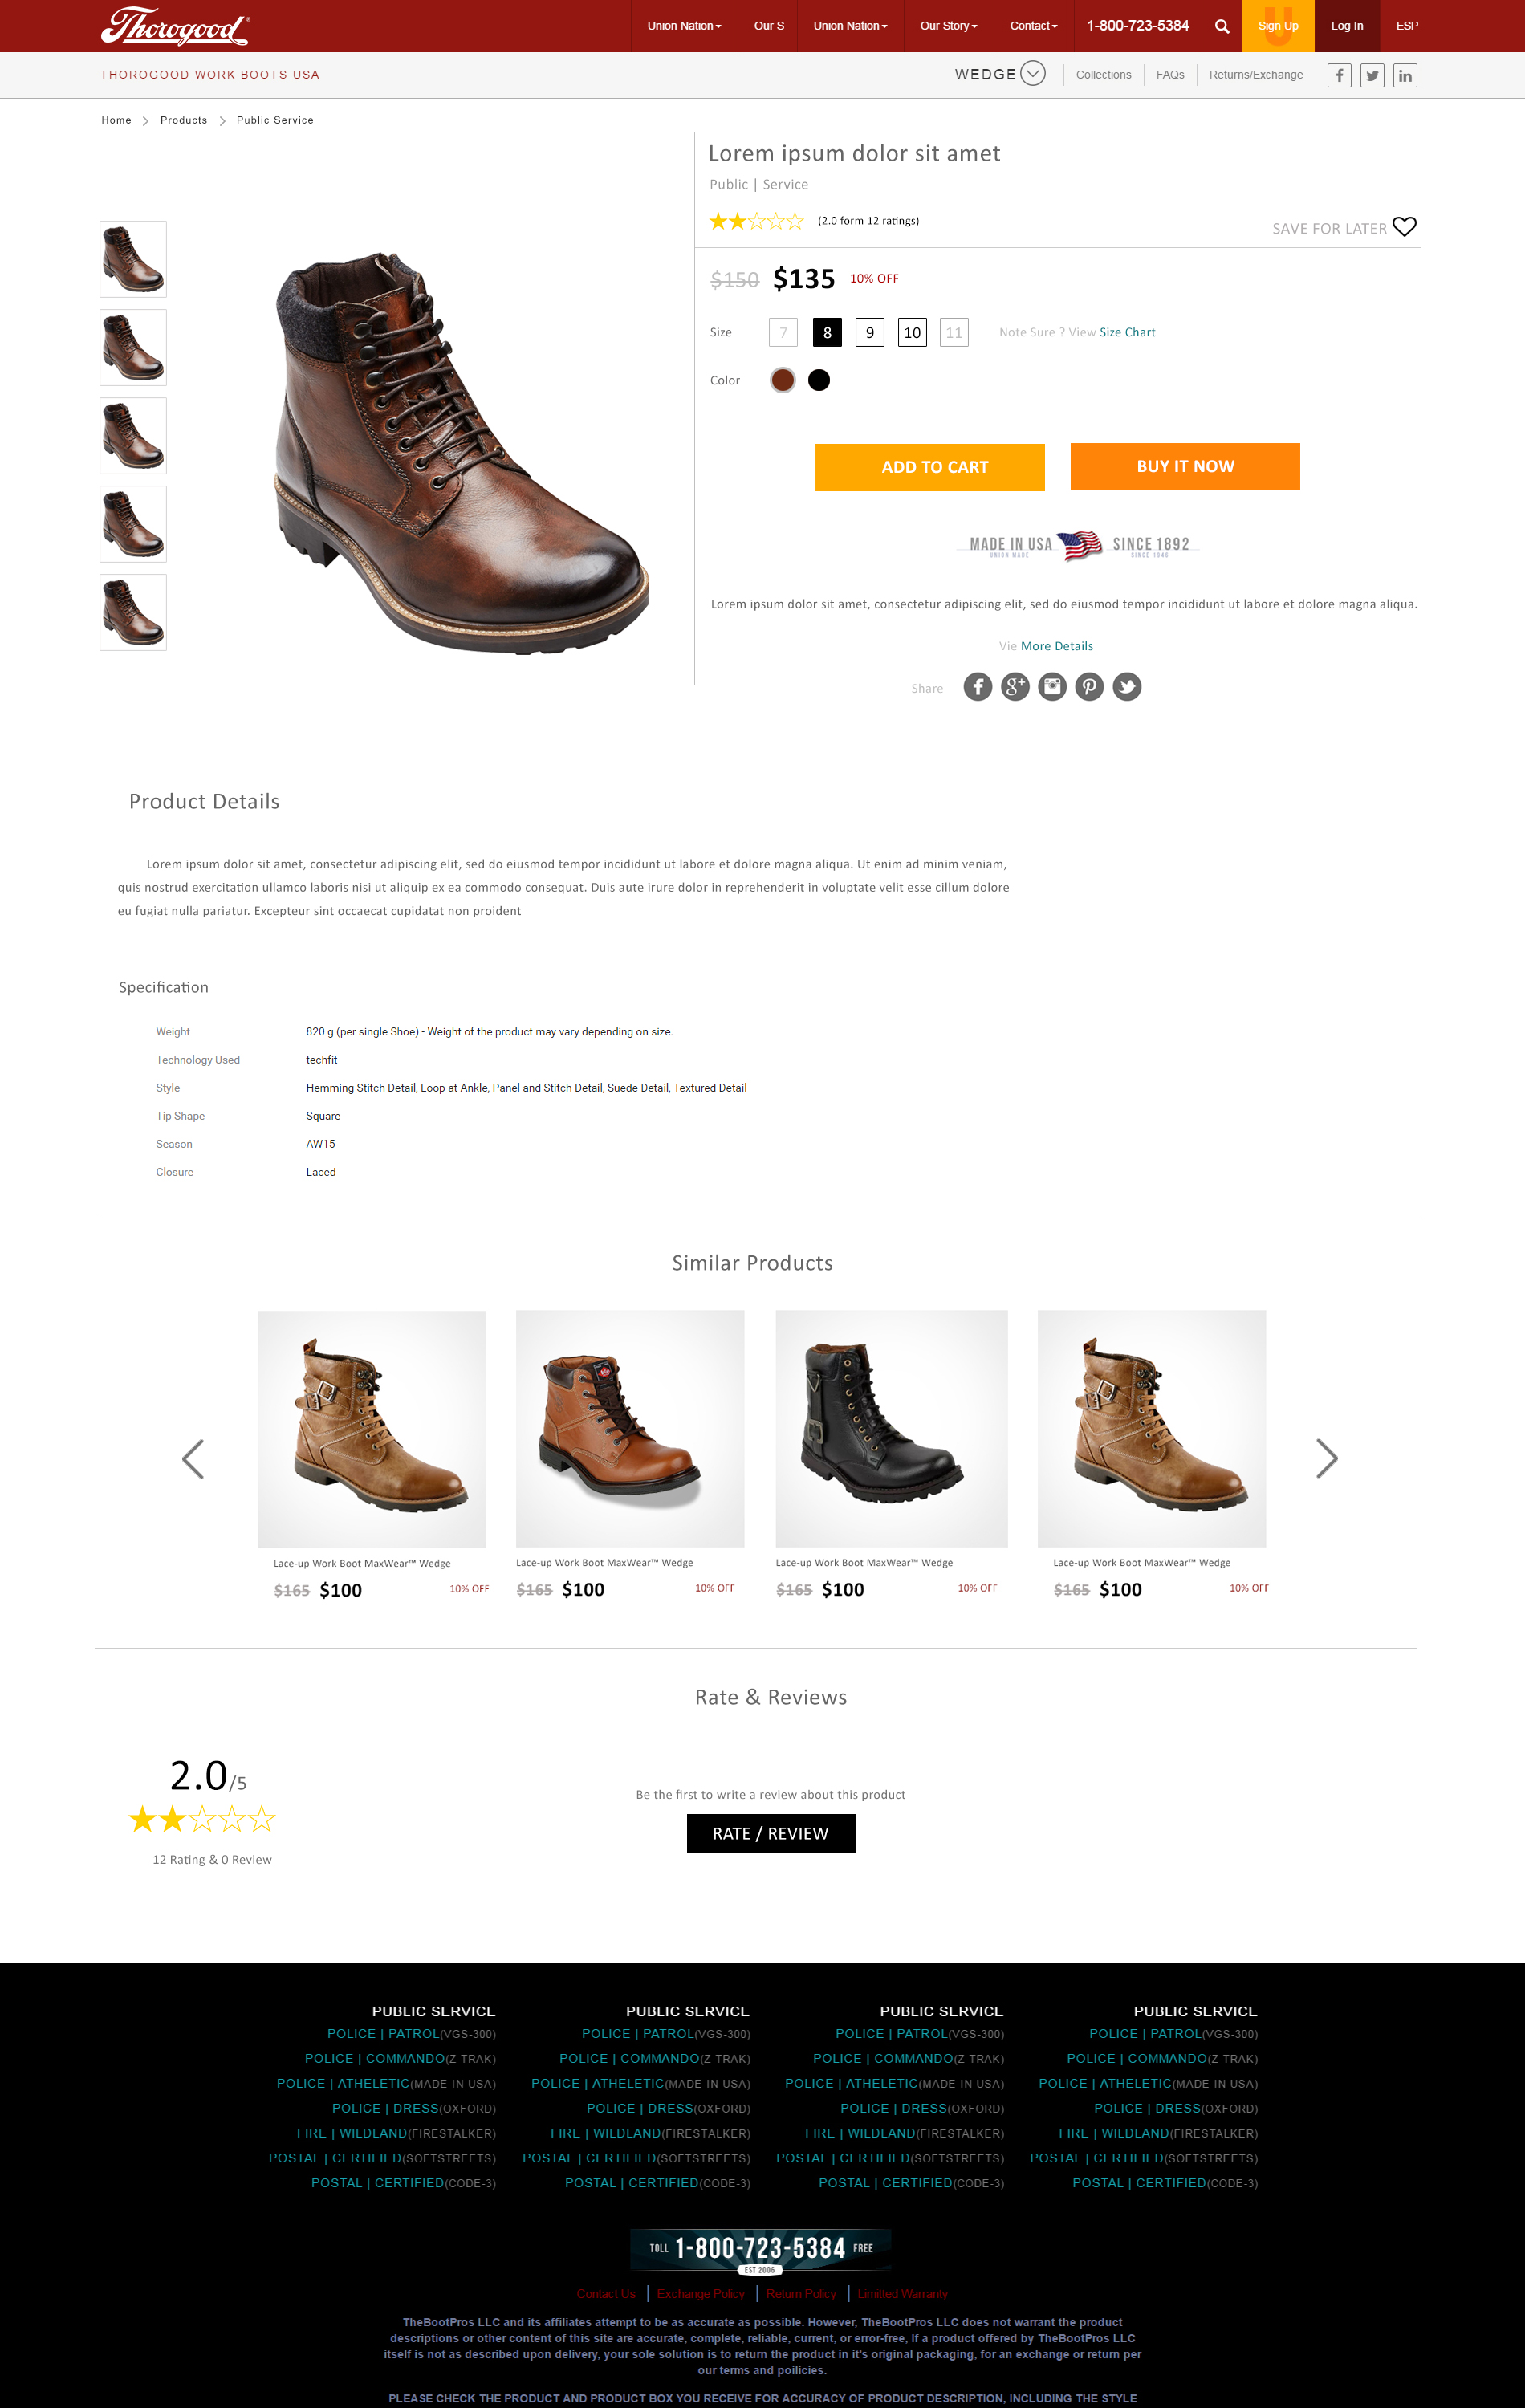 Thorogood
Union Nation
Our S
Union Nation
Our Story
Contact
1-800-723-5384
Sign Up
Log In
ESP
THOROGOOD WORK BOOTS USA
WEDGE
Collections
FAQs
Returns/Exchange
Home
Products
Public Service
Lorem ipsum dolor sit amet
Public | Service
(2.0 form 12 ratings)
SAVE FOR LATER
$150 $135 10% OFF
Size 7 8 9 10 11 Note Sure ? View Size Chart
Color
ADD TO CART
BUY IT NOW
MADE IN USA SINCE 1892
UNION MADE
Lorem ipsum dolor sit amet, consectetur adipiscing elit, sed do eiusmod tempor incididunt ut labore et dolore magna aliqua.
Vie More Details
Share
Product Details
Lorem ipsum dolor sit amet, consectetur adipiscing elit, sed do eiusmod tempor incididunt ut labore et dolore magna aliqua. Ut enim ad minim veniam,
quis nostrud exercitation ullamco laboris nisi ut aliquip ex ea commodo consequat. Duis aute irure dolor in reprehenderit in voluptate velit esse cillum dolore
eu fugiat nulla pariatur. Excepteur sint occaecat cupidatat non proident
Specification
Weight 820 g (per single Shoe) - Weight of the product may vary depending on size.
Technology Used techfit
Style Hemming Stitch Detail, Loop at Ankle, Panel and Stitch Detail, Suede Detail, Textured Detail
Tip Shape Square
Season AW15
Closure Laced
Similar Products
Lace-up Work Boot MaxWear™ Wedge
$165 $100 10% OFF
Lace-up Work Boot MaxWear™ Wedge
$165 $100 10% OFF
Lace-up Work Boot MaxWear™ Wedge
$165 $100 10% OFF
Lace-up Work Boot MaxWear™ Wedge
$165 $100 10% OFF
Rate & Reviews
2.0/5
12 Rating & 0 Review
Be the first to write a review about this product
RATE / REVIEW
PUBLIC SERVICE
POLICE | PATROL(VGS-300)
POLICE | COMMANDO(Z-TRAK)
POLICE | ATHELETIC(MADE IN USA)
POLICE | DRESS(OXFORD)
FIRE | WILDLAND(FIRESTALKER)
POSTAL | CERTIFIED(SOFTSTREETS)
POSTAL | CERTIFIED(CODE-3)
PUBLIC SERVICE
POLICE | PATROL(VGS-300)
POLICE | COMMANDO(Z-TRAK)
POLICE | ATHELETIC(MADE IN USA)
POLICE | DRESS(OXFORD)
FIRE | WILDLAND(FIRESTALKER)
POSTAL | CERTIFIED(SOFTSTREETS)
POSTAL | CERTIFIED(CODE-3)
PUBLIC SERVICE
POLICE | PATROL(VGS-300)
POLICE | COMMANDO(Z-TRAK)
POLICE | ATHELETIC(MADE IN USA)
POLICE | DRESS(OXFORD)
FIRE | WILDLAND(FIRESTALKER)
POSTAL | CERTIFIED(SOFTSTREETS)
POSTAL | CERTIFIED(CODE-3)
PUBLIC SERVICE
POLICE | PATROL(VGS-300)
POLICE | COMMANDO(Z-TRAK)
POLICE | ATHELETIC(MADE IN USA)
POLICE | DRESS(OXFORD)
FIRE | WILDLAND(FIRESTALKER)
POSTAL | CERTIFIED(SOFTSTREETS)
POSTAL | CERTIFIED(CODE-3)
TOLL 1-800-723-5384 FREE
EST 2006
Contact Us
Exchange Policy
Return Policy
Limitted Warranty
TheBootPros LLC and its affiliates attempt to be as accurate as possible. However, TheBootPros LLC does not warrant the product
descriptions or other content of this site are accurate, complete, reliable, current, or error-free, If a product offered by TheBootPros LLC
itself is not as described upon delivery, your sole solution is to return the product in it's original packaging, for an exchange or return per
our terms and poilicies.
PLEASE CHECK THE PRODUCT AND PRODUCT BOX YOU RECEIVE FOR ACCURACY OF PRODUCT DESCRIPTION, INCLUDING THE STYLE